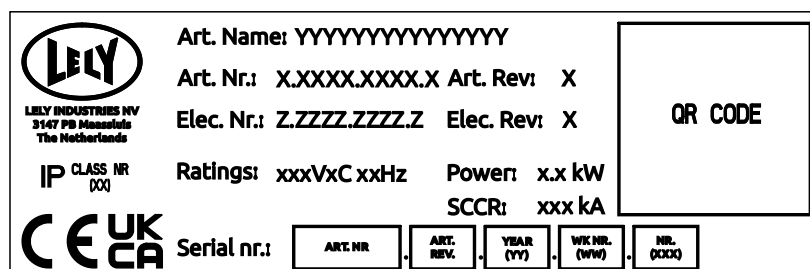 LELY
LELY INDUSTRIES NV
3147 PB Maassluis
The Netherlands
IP CLASS NR
(XX)
CE UKCA
Art. Name: YYYYYYYYYYYYYYY
Art. Nr.: X.XXXX.XXXX.X Art. Rev: X
Elec. Nr.: Z.ZZZZ.ZZZZ.Z Elec. Rev: X
Ratings: xxxVxC xxHz Power: x.x kW
SCCR: xxx kA
Serial nr.: ART. NR . ART. REV. . YEAR (YY) . WK NR. (WW) . NR. (XXX)
QR CODE